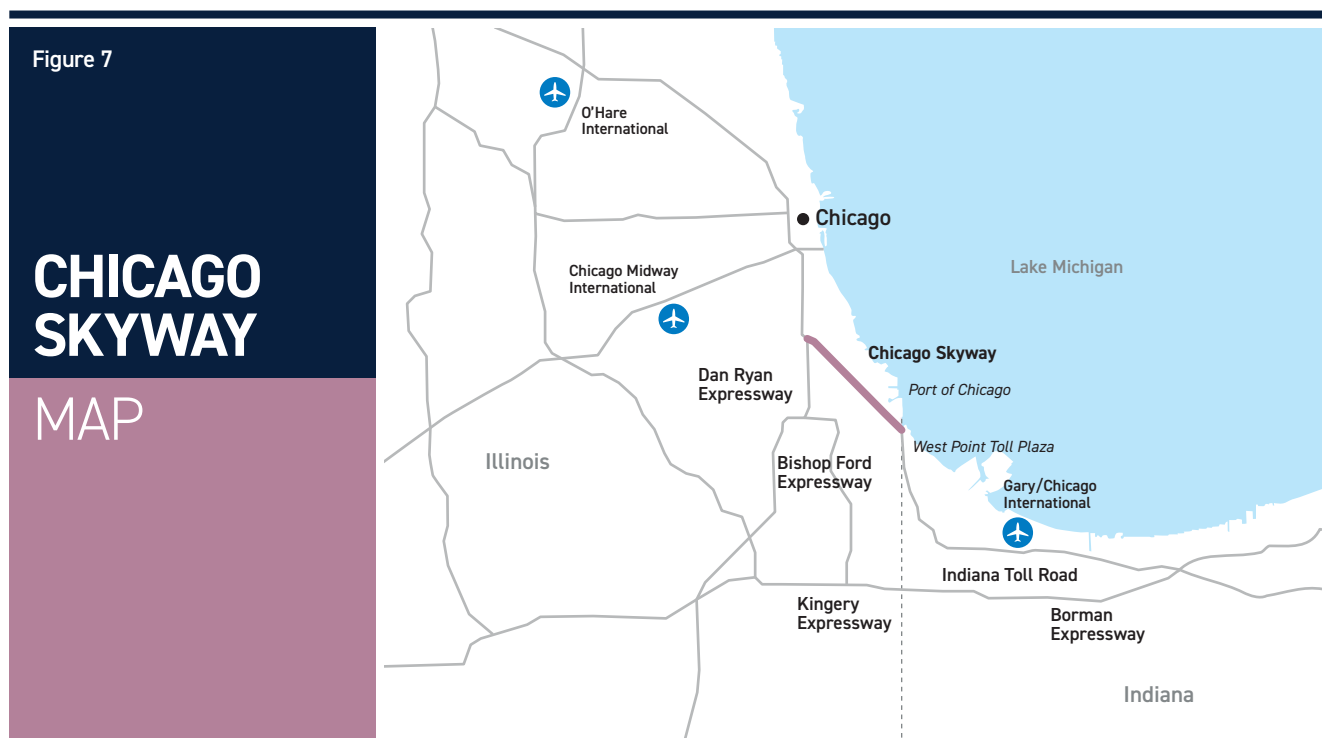 Figure 7
CHICAGO
SKYWAY
MAP
O'Hare
International
Chicago
Lake Michigan
Chicago Midway
International
Chicago Skyway
Dan Ryan
Expressway
Port of Chicago
West Point Toll Plaza
Illinois
Bishop Ford
Expressway
Gary/Chicago
International
Indiana Toll Road
Kingery
Expressway
Borman
Expressway
Indiana